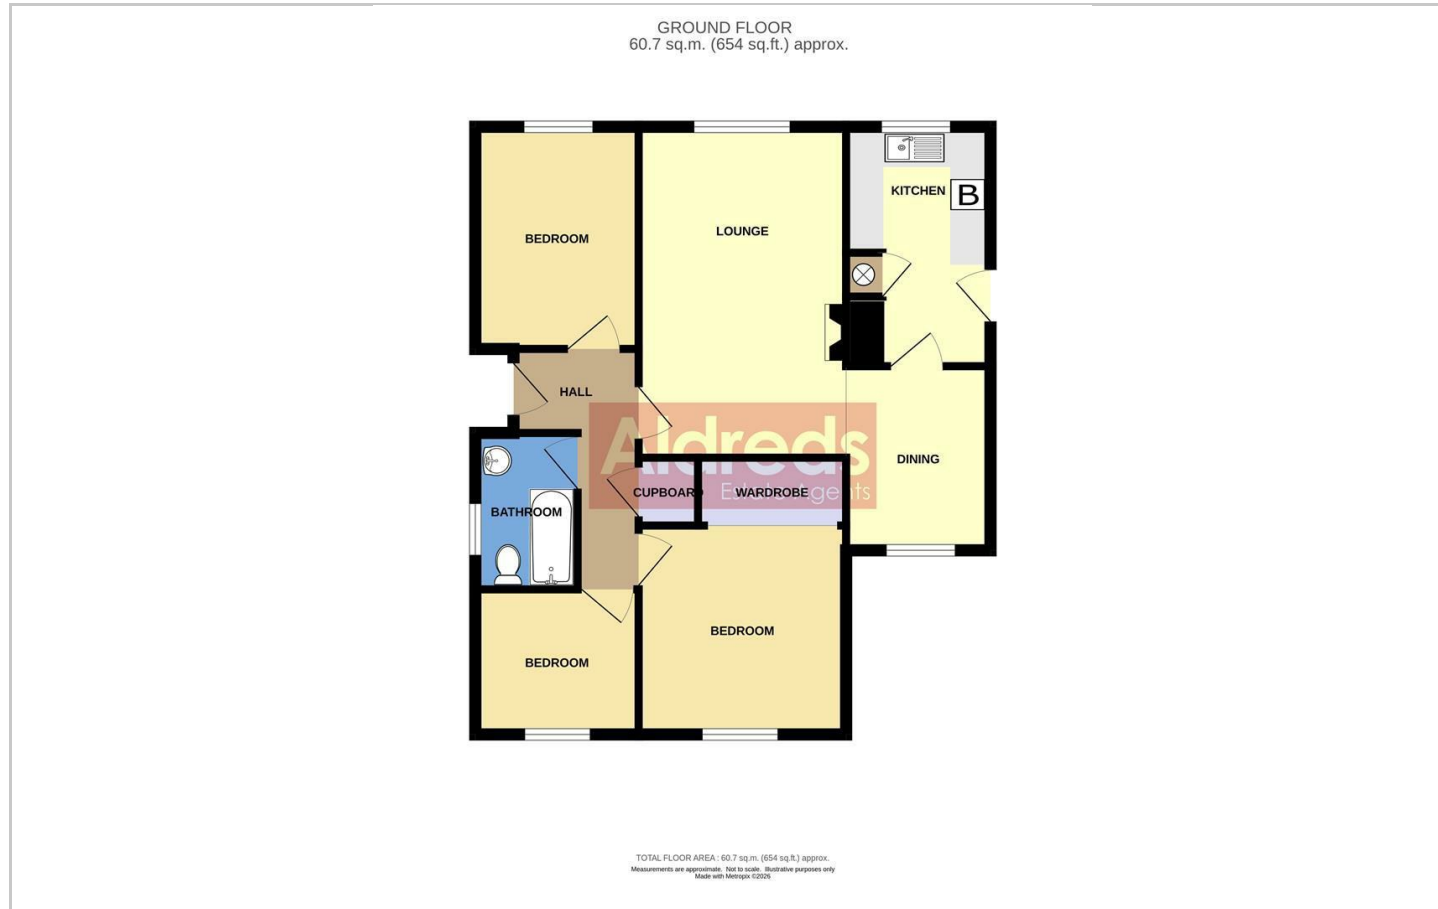 GROUND FLOOR
60.7 sq.m. (654 sq.ft.) approx.
KITCHEN
B
LOUNGE
BEDROOM
HALL
Aldreds
Estate Agents
DINING
CUPBOARD
WARDROBE
BATHROOM
BEDROOM
BEDROOM
TOTAL FLOOR AREA : 60.7 sq.m. (654 sq.ft.) approx.
Measurements are approximate. Not to scale. Illustrative purposes only
Made with Metropix ©2026